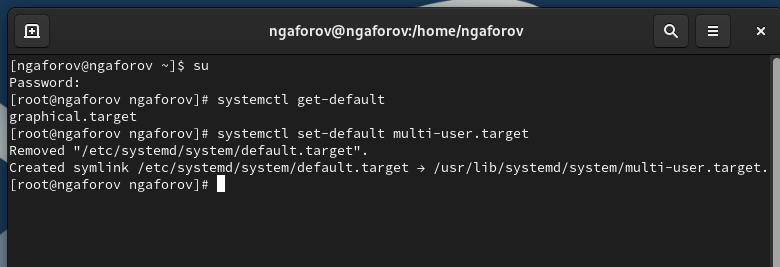 ngaforov@ngaforov:/home/ngaforov
[ngaforov@ngaforov ~]$ su
Password:
[root@ngaforov ngaforov]# systemctl get-default
graphical.target
[root@ngaforov ngaforov]# systemctl set-default multi-user.target
Removed "/etc/systemd/system/default.target".
Created symlink /etc/systemd/system/default.target → /usr/lib/systemd/system/multi-user.target.
[root@ngaforov ngaforov]#